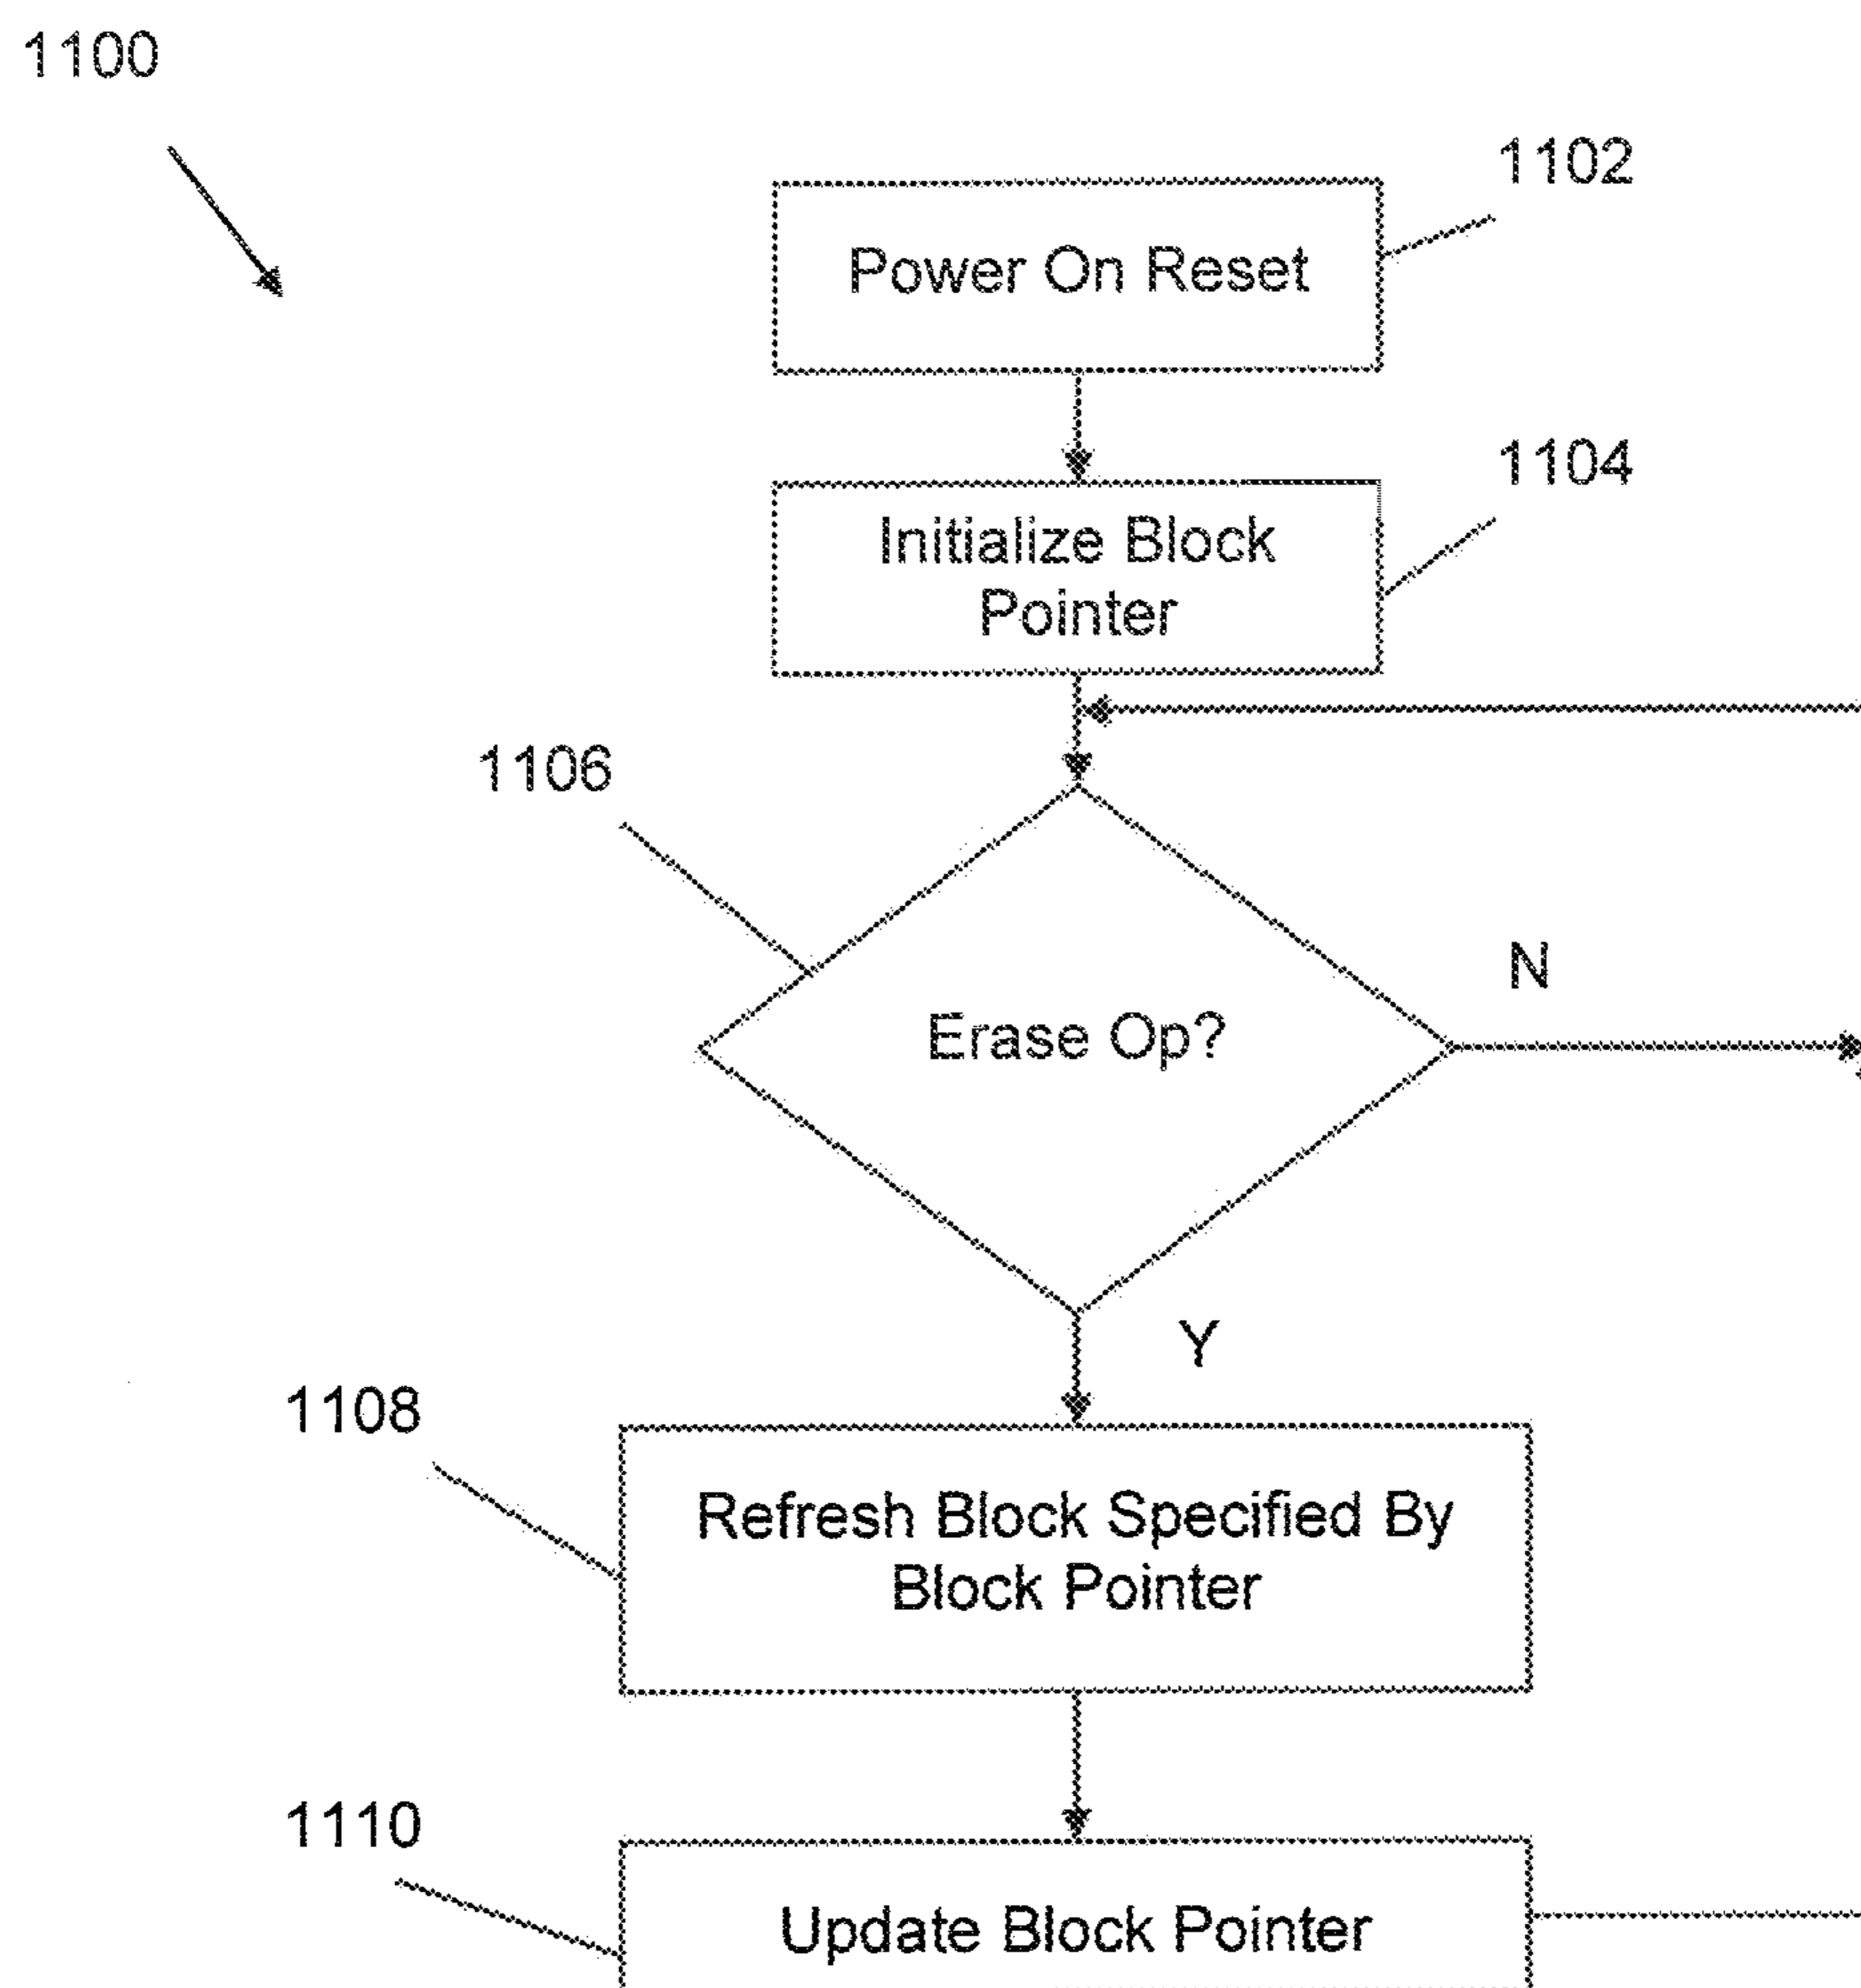 1100
1102
Power On Reset
1104
Initialize Block
Pointer
1106
N
Erase Op?
Y
1108
Refresh Block Specified By
Block Pointer
1110
Update Block Pointer